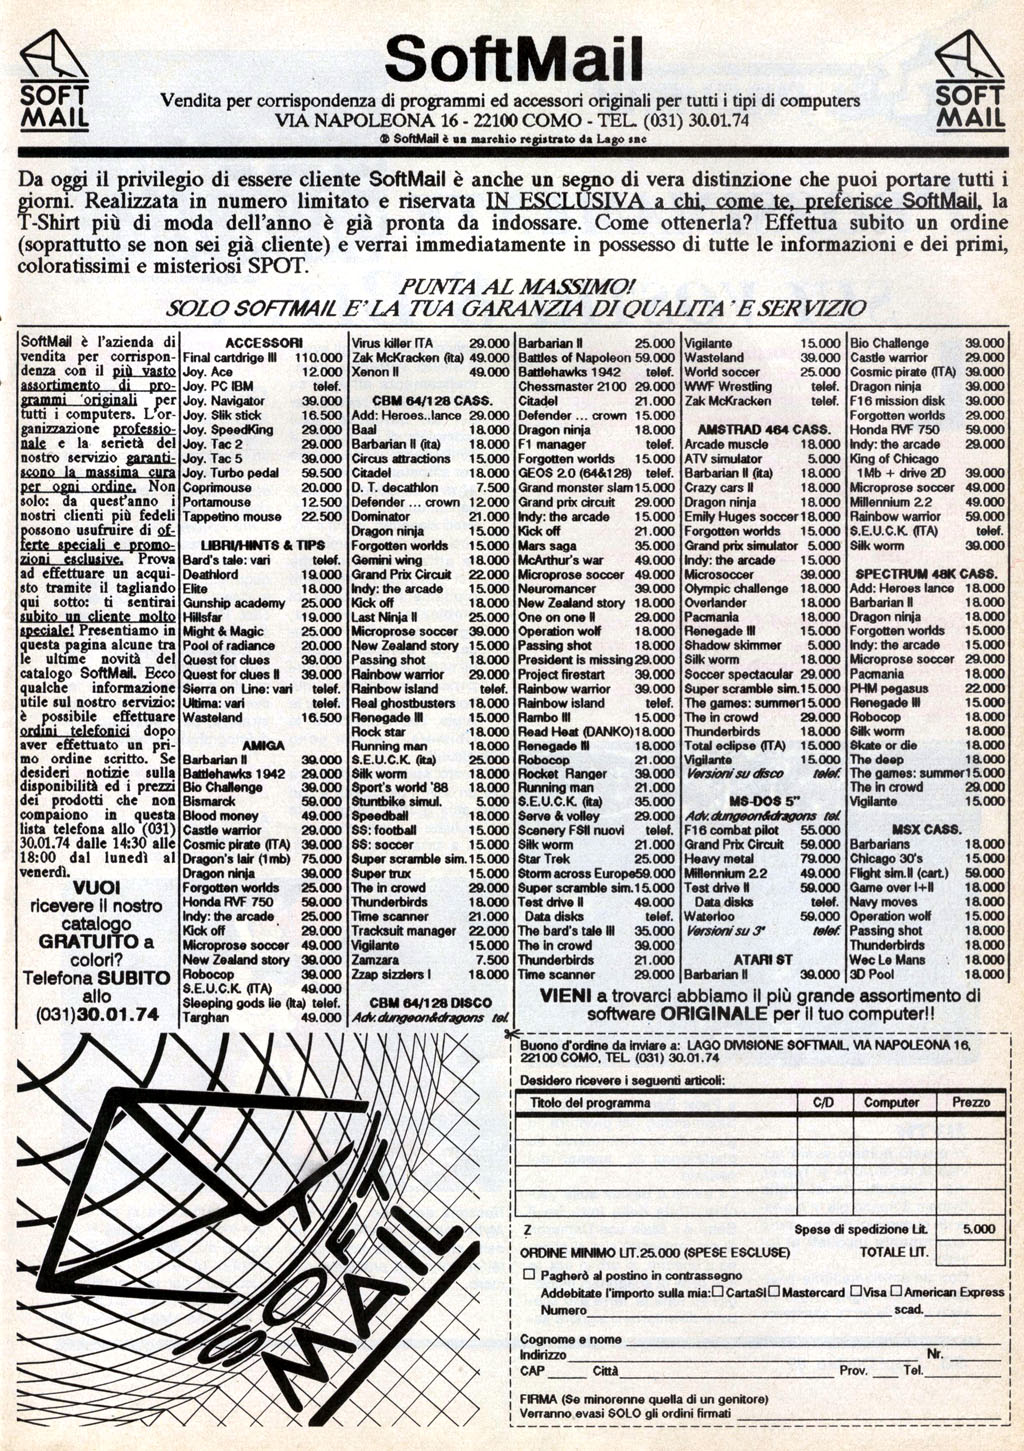 SOFT
MAIL
SoftMail
Vendita per corrispondenza di programmi ed accessori originali per tutti i tipi di computers
VIA NAPOLEONA 16 - 22100 COMO - TEL. (031) 30.01.74
® SoftMail è un marchio registrato da Lago snc
SOFT
MAIL
Da oggi il privilegio di essere cliente SoftMail è anche un segno di vera distinzione che puoi portare tutti i
giorni. Realizzata in numero limitato e riservata IN ESCLUSIVA a chi, come te, preferisce SoftMail, la
T-Shirt più di moda dell'anno è già pronta da indossare. Come ottenerla? Effettua subito un ordine
(soprattutto se non sei già cliente) e verrai immediatamente in possesso di tutte le informazioni e dei primi,
coloratissimi e misteriosi SPOT.
PUNTA AL MASSIMO!
SOLO SOFTMAIL E' LA TUA GARANZIA DI QUALITA' E SERVIZIO
SoftMail è l'azienda di
vendita per corrispon-
denza con il più vasto
assortimento di pro-
grammi originali per
tutti i computers. L'or-
ganizzazione professio-
nale e la serietà del
nostro servizio garanti-
scono la massima cura
per ogni ordine. Non
solo: da quest'anno i
nostri clienti più fedeli
possono usufruire di of-
ferte speciali e promo-
zioni esclusive. Prova
ad effettuare un acqui-
sto tramite il tagliando
qui sotto: ti sentirai
subito un cliente molto
speciale! Presentiamo in
questa pagina alcune tra
le ultime novità del
catalogo SoftMail. Ecco
qualche informazione
utile sul nostro servizio:
è possibile effettuare
ordini telefonici dopo
aver effettuato un pri-
mo ordine scritto. Se
desideri notizie sulla
disponibilità ed i prezzi
dei prodotti che non
compaiono in questa
lista telefona allo (031)
30.01.74 dalle 14:30 alle
18:00 dal lunedì al
venerdì.
VUOI
ricevere il nostro
catalogo
GRATUITO a
colori?
Telefona SUBITO
allo
(031)30.01.74
ACCESSORI
Final cartdrige III 110.000
Joy. Ace 12.000
Joy. PC IBM telef.
Joy. Navigator 39.000
Joy. Slik stick 16.500
Joy. SpeedKing 29.000
Joy. Tac 2 29.000
Joy. Tac 5 39.000
Joy. Turbo pedal 59.500
Coprimouse 20.000
Portamouse 12.500
Tappetino mouse 22.500
LIBRI/HINTS & TIPS
Bard's tale: vari telef.
Deathlord 19.000
Elite 18.000
Gunship academy 25.000
Hillsfar 19.000
Might & Magic 25.000
Pool of radiance 20.000
Quest for clues 39.000
Quest for clues II 39.000
Sierra on Line: vari telef.
Ultima: vari telef.
Wasteland 16.500
AMIGA
Barbarian II 39.000
Battlehawks 1942 29.000
Bio Challenge 39.000
Bismarck 59.000
Blood money 49.000
Castle warrior 29.000
Cosmic pirate (ITA) 39.000
Dragon's lair (1mb) 75.000
Dragon ninja 39.000
Forgotten worlds 25.000
Honda RVF 750 59.000
Indy: the arcade 25.000
Kick off 29.000
Microprose soccer 49.000
New Zealand story 39.000
Robocop 39.000
S.E.U.C.K. (ITA) 49.000
Sleeping gods lie (Ita) telef.
Targhan 49.000
Virus killer ITA 29.000
Zak McKracken (ita) 49.000
Xenon II 49.000
CBM 64/128 CASS.
Add: Heroes..lance 29.000
Baal 18.000
Barbarian II (ita) 18.000
Circus attractions 15.000
Citadel 18.000
D. T. decathlon 7.500
Defender ... crown 12.000
Dominator 21.000
Dragon ninja 15.000
Forgotten worlds 15.000
Gemini wing 18.000
Grand Prix Circuit 22.000
Indy: the arcade 15.000
Kick off 18.000
Last Ninja II 25.000
Microprose soccer 39.000
New Zealand story 15.000
Passing shot 18.000
Rainbow warrior 29.000
Rainbow island telef.
Real ghostbusters 18.000
Renegade III 15.000
Rock star 18.000
Running man 18.000
S.E.U.C.K. (ita) 25.000
Silk worm 18.000
Sport's world '88 18.000
Stuntbike simul. 5.000
Speedball 18.000
SS: football 15.000
SS: soccer 15.000
Super scramble sim. 15.000
Super trux 15.000
The in crowd 29.000
Thunderbirds 18.000
Time scanner 21.000
Tracksuit manager 22.000
Vigilante 15.000
Zamzara 7.500
Zzap sizzlers I 18.000
CBM 64/128 DISCO
Adv. dungeon&dragons tel.
Barbarian II 25.000
Battles of Napoleon 59.000
Battlehawks 1942 telef.
Chessmaster 2100 29.000
Citadel 21.000
Defender ... crown 15.000
Dragon ninja 18.000
F1 manager telef.
Forgotten worlds 15.000
GEOS 2.0 (64&128) telef.
Grand monster slam 15.000
Grand prix circuit 29.000
Indy: the arcade 15.000
Kick off 21.000
Mars saga 35.000
McArthur's war 49.000
Microprose soccer 49.000
Neuromancer 39.000
New Zealand story 18.000
One on one II 29.000
Operation wolf 18.000
Passing shot 18.000
President is missing 29.000
Project firestart 39.000
Rainbow warrior 39.000
Rainbow island telef.
Rambo III 15.000
Read Heat (DANKO) 18.000
Renegade III 18.000
Robocop 21.000
Rocket Ranger 39.000
Running man 21.000
S.E.U.C.K. (ita) 35.000
Serve & volley 29.000
Scenery FSII nuovi telef.
Silk worm 21.000
Star Trek 25.000
Storm across Europe 59.000
Super scramble sim. 15.000
Test drive II 49.000
Data disks telef.
The bard's tale III 35.000
The in crowd 39.000
Thunderbirds 21.000
Time scanner 29.000
Vigilante 15.000
Wasteland 39.000
World soccer 25.000
WWF Wrestling telef.
Zak McKracken telef.
AMSTRAD 464 CASS.
Arcade muscle 18.000
ATV simulator 5.000
Barbarian II (ita) 18.000
Crazy cars II 18.000
Dragon ninja 18.000
Emily Huges soccer 18.000
Forgotten worlds 15.000
Grand prix simulator 5.000
Indy: the arcade 15.000
Microsoccer 39.000
Olympic challenge 18.000
Overlander 18.000
Pacmania 18.000
Renegade III 15.000
Shadow skimmer 5.000
Silk worm 18.000
Soccer spectacular 29.000
Super scramble sim. 15.000
The games: summer 15.000
The in crowd 29.000
Thunderbirds 18.000
Total eclipse (ITA) 15.000
Vigilante 15.000
Versioni su disco telef.
MS-DOS 5"
Adv. dungeon&dragons tel.
F16 combat pilot 55.000
Grand Prix Circuit 59.000
Heavy metal 79.000
Millennium 2.2 49.000
Test drive II 59.000
Data disks telef.
Waterloo 59.000
Versioni su 3" telef.
ATARI ST
Barbarian II 39.000
Bio Challenge 39.000
Castle warrior 29.000
Cosmic pirate (ITA) 39.000
Dragon ninja 39.000
F16 mission disk 39.000
Forgotten worlds 29.000
Honda RVF 750 59.000
Indy: the arcade 29.000
King of Chicago
1Mb + drive 2D 39.000
Microprose soccer 49.000
Millennium 2.2 49.000
Rainbow warrior 59.000
S.E.U.C.K. (ITA) telef.
Silk worm 39.000
SPECTRUM 48K CASS.
Add: Heroes lance 18.000
Barbarian II 18.000
Dragon ninja 18.000
Forgotten worlds 15.000
Indy: the arcade 15.000
Microprose soccer 29.000
Pacmania 18.000
PHM pegasus 22.000
Renegade III 15.000
Robocop 18.000
Silk worm 18.000
Skate or die 18.000
The deep 18.000
The games: summer 15.000
The in crowd 29.000
Vigilante 15.000
MSX CASS.
Barbarians 18.000
Chicago 30's 15.000
Flight sim.II (cart.) 59.000
Game over I+II 18.000
Navy moves 18.000
Operation wolf 15.000
Passing shot 18.000
Thunderbirds 18.000
Wec Le Mans 18.000
3D Pool 18.000
VIENI a trovarci abbiamo il più grande assortimento di
software ORIGINALE per il tuo computer!!
Buono d'ordine da inviare a: LAGO DIVISIONE SOFTMAIL, VIA NAPOLEONA 16,
22100 COMO, TEL. (031) 30.01.74
Desidero ricevere i seguenti articoli:
Titolo del programma C/D Computer Prezzo
Z Spese di spedizione Lit. 5.000
ORDINE MINIMO LIT.25.000 (SPESE ESCLUSE) TOTALE LIT.
Pagherò al postino in contrassegno
Addebitate l'importo sulla mia: CartaSI Mastercard Visa American Express
Numero scad.
Cognome e nome
Indirizzo Nr.
CAP Città Prov. Tel.
FIRMA (Se minorenne quella di un genitore)
Verranno evasi SOLO gli ordini firmati
SOFT
MAIL